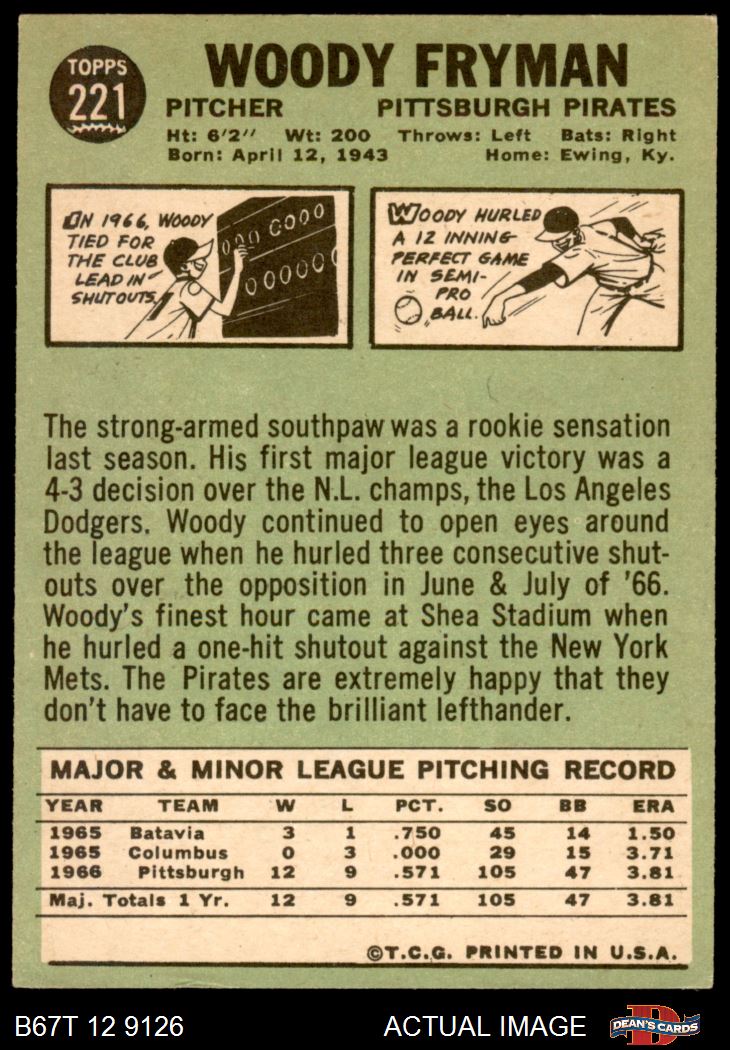 TOPPS
221
WOODY FRYMAN
PITCHER PITTSBURGH PIRATES
Ht: 6'2" Wt: 200 Throws: Left Bats: Right
Born: April 12, 1943 Home: Ewing, Ky.
IN 1966, WOODY
TIED FOR
THE CLUB
LEAD IN
SHUTOUTS.
000 0000
000000
WOODY HURLED
A 12 INNING
PERFECT GAME
IN SEMI-
PRO
BALL.
The strong-armed southpaw was a rookie sensation
last season. His first major league victory was a
4-3 decision over the N.L. champs, the Los Angeles
Dodgers. Woody continued to open eyes around
the league when he hurled three consecutive shut-
outs over the opposition in June & July of '66.
Woody's finest hour came at Shea Stadium when
he hurled a one-hit shutout against the New York
Mets. The Pirates are extremely happy that they
don't have to face the brilliant lefthander.
MAJOR & MINOR LEAGUE PITCHING RECORD
YEAR TEAM W L PCT. SO BB ERA
1965 Batavia 3 1 .750 45 14 1.50
1965 Columbus 0 3 .000 29 15 3.71
1966 Pittsburgh 12 9 .571 105 47 3.81
Maj. Totals 1 Yr. 12 9 .571 105 47 3.81
©T.C.G. PRINTED IN U.S.A.
B67T 12 9126 ACTUAL IMAGE
D
DEAN'S CARDS